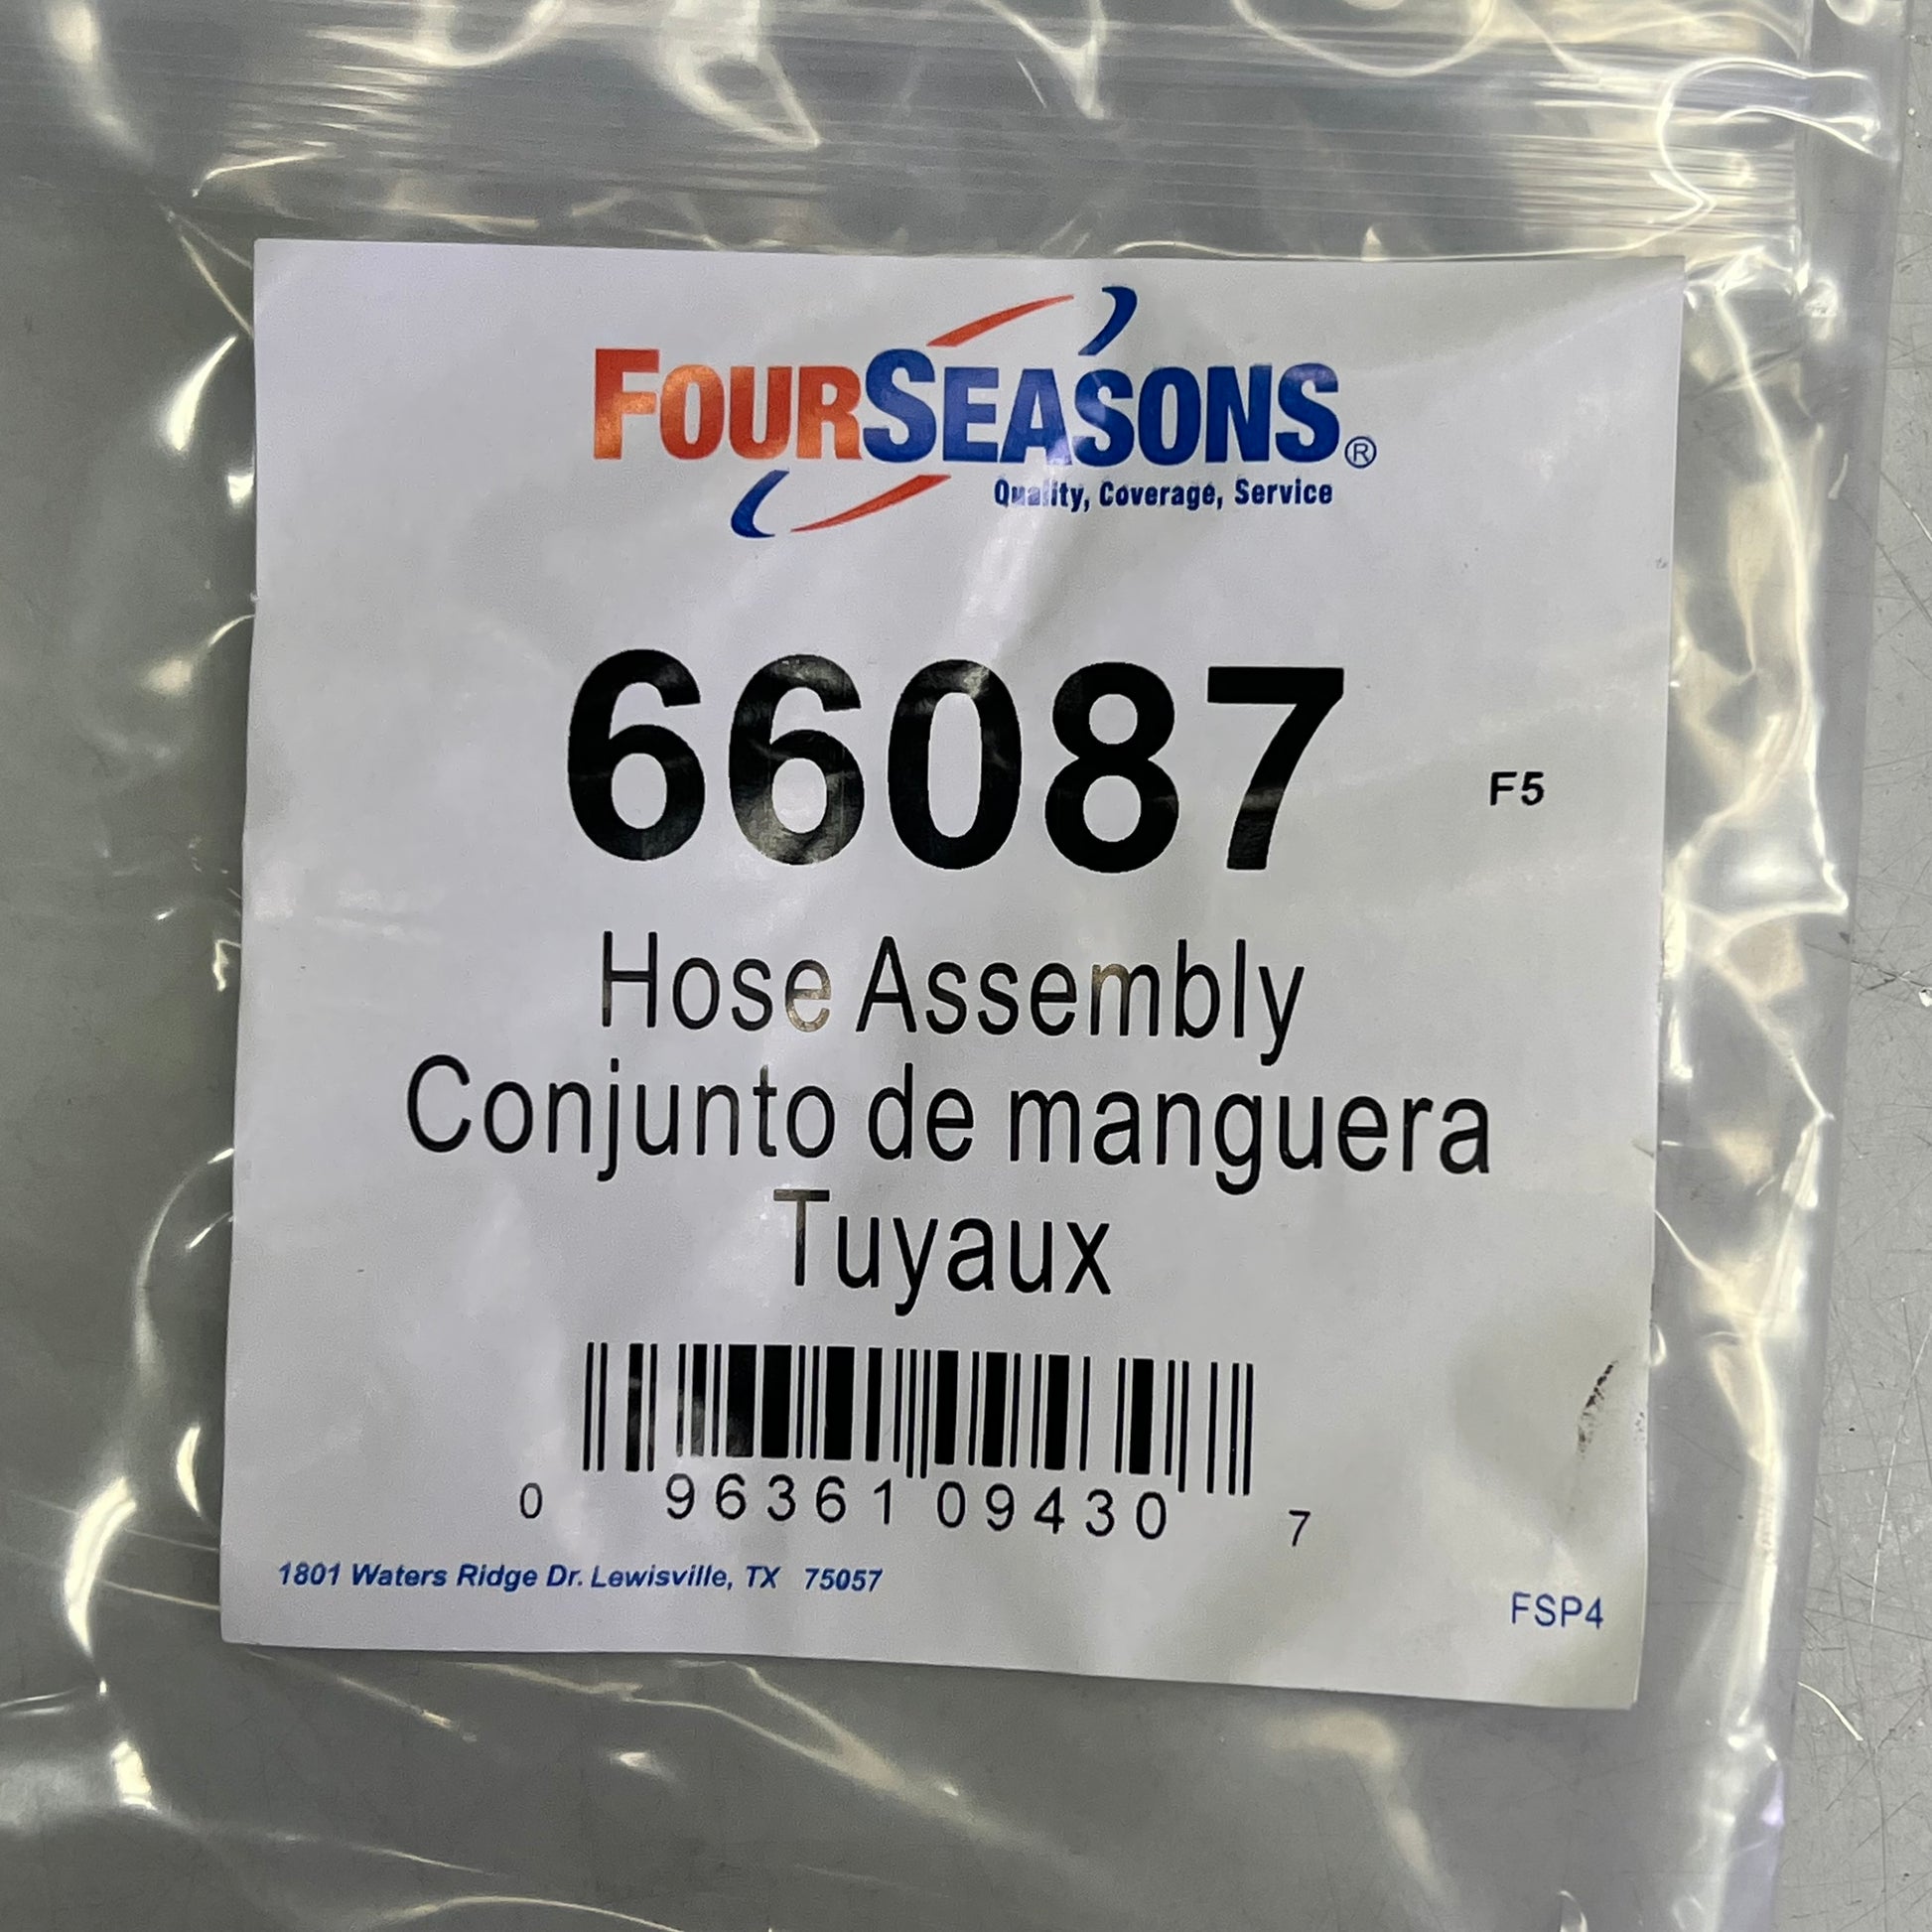 FOURSEASONS®
Quality, Coverage, Service
66087
F5
Hose Assembly
Conjunto de manguera
Tuyaux
0 96361 09430 7
1801 Waters Ridge Dr. Lewisville, TX 75057
FSP4